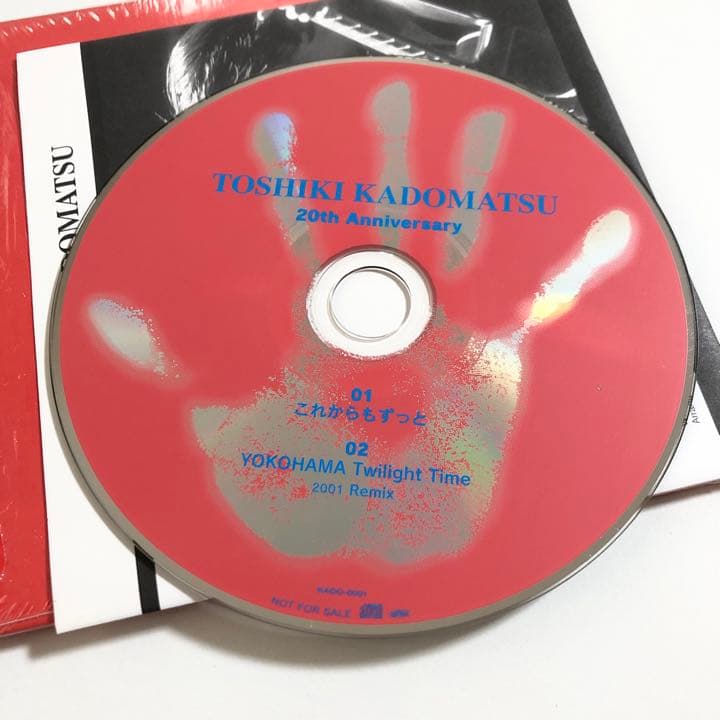 TOSHIKI KADOMATSU
20th Anniversary
01
これからもずっと
02
YOKOHAMA Twilight Time
2001 Remix
KADO-0001
NOT FOR SALE
OMATSU